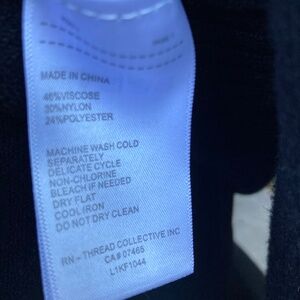 MADE IN CHINA
46%VISCOSE
30%NYLON
24%POLYESTER
MACHINE WASH COLD
SEPARATELY
DELICATE CYCLE
NON-CHLORINE
BLEACH IF NEEDED
DRY FLAT
COOL IRON
DO NOT DRY CLEAN
RN - THREAD COLLECTIVE INC
CA# 07465
L1KF1044